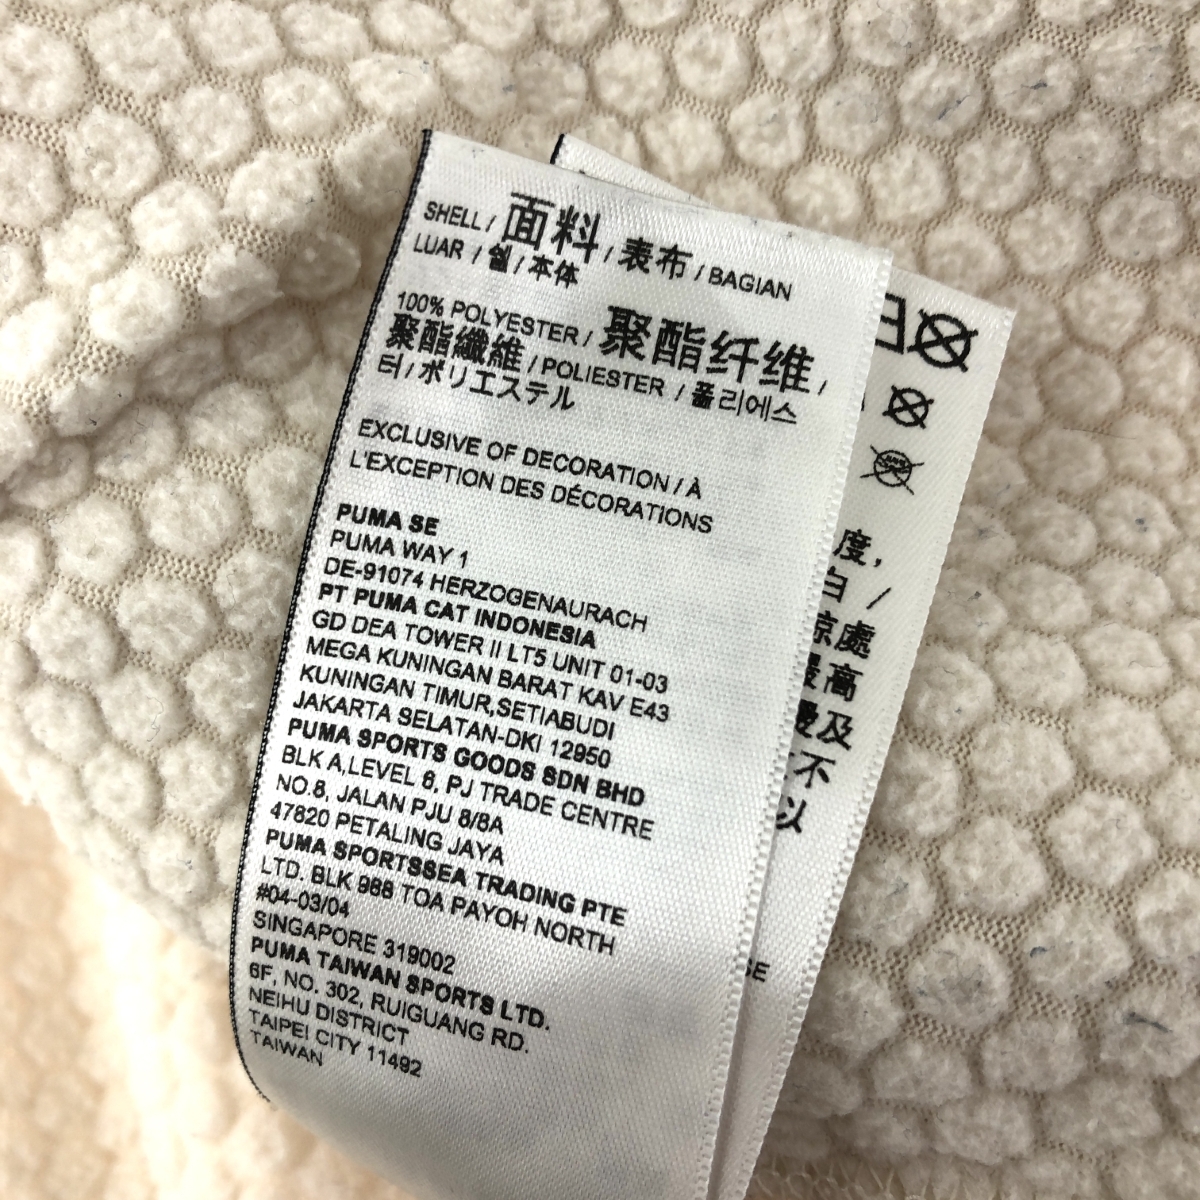 SHELL / 面料 / 表布 / BAGIAN
LUAR / 쉘 / 本体
100% POLYESTER / 聚酯纤维 /
聚酯纖維 / POLIESTER / 폴리에스
터 / ポリエステル
EXCLUSIVE OF DECORATION / À
L'EXCEPTION DES DÉCORATIONS
PUMA SE
PUMA WAY 1
DE-91074 HERZOGENAURACH
PT PUMA CAT INDONESIA
GD DEA TOWER II LT5 UNIT 01-03
MEGA KUNINGAN BARAT KAV E43
KUNINGAN TIMUR,SETIABUDI
JAKARTA SELATAN-DKI 12950
PUMA SPORTS GOODS SDN BHD
BLK A,LEVEL 6, PJ TRADE CENTRE
NO.8, JALAN PJU 8/8A
47820 PETALING JAYA
PUMA SPORTSSEA TRADING PTE
LTD. BLK 988 TOA PAYOH NORTH
#04-03/04
SINGAPORE 319002
PUMA TAIWAN SPORTS LTD.
6F, NO. 302, RUIGUANG RD.
NEIHU DISTRICT
TAIPEI CITY 11492
TAIWAN
度,
白 /
處
高
及
不
以
SE